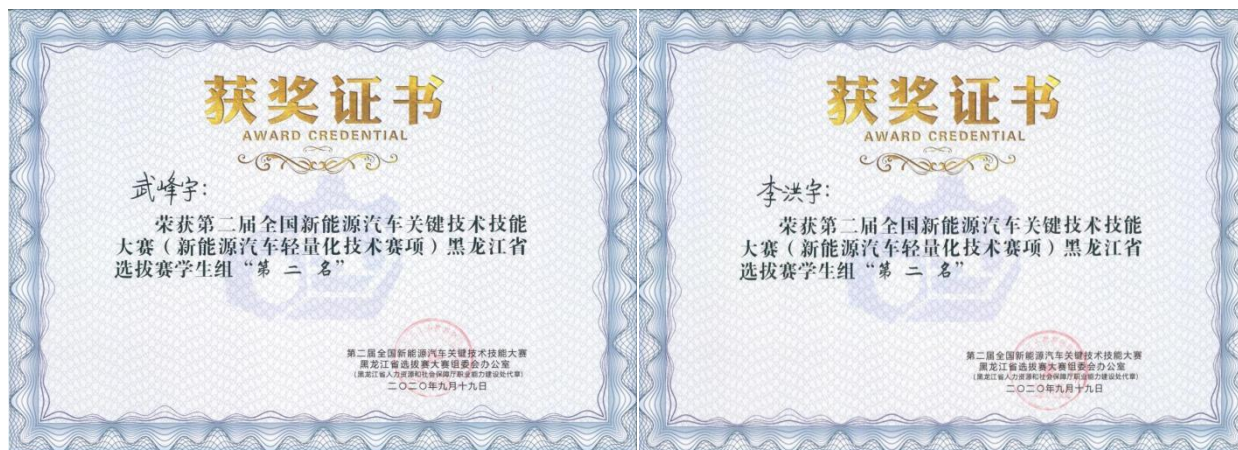 获奖证书
AWARD CREDENTIAL
武峰宇:
荣获第二届全国新能源汽车关键技术技能
大赛（新能源汽车轻量化技术赛项）黑龙江省
选拔赛学生组“第二名”
第二届全国新能源汽车关键技术技能大赛
黑龙江省选拔赛大赛组委会办公室
（黑龙江省人力资源和社会保障厅职业能力建设处代章）
二〇二〇年九月十九日
获奖证书
AWARD CREDENTIAL
李洪宇:
荣获第二届全国新能源汽车关键技术技能
大赛（新能源汽车轻量化技术赛项）黑龙江省
选拔赛学生组“第二名”
第二届全国新能源汽车关键技术技能大赛
黑龙江省选拔赛大赛组委会办公室
（黑龙江省人力资源和社会保障厅职业能力建设处代章）
二〇二〇年九月十九日